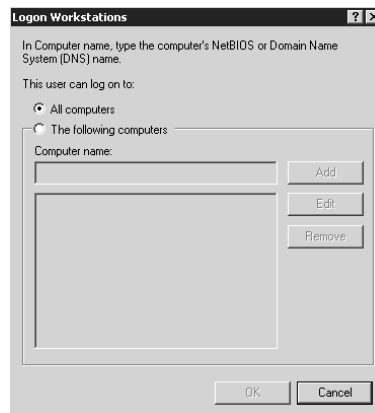 Logon Workstations
In Computer name, type the computer's NetBIOS or Domain Name
System (DNS) name.
This user can log on to:
All computers
The following computers
Computer name:
Add
Edit
Remove
OK
Cancel